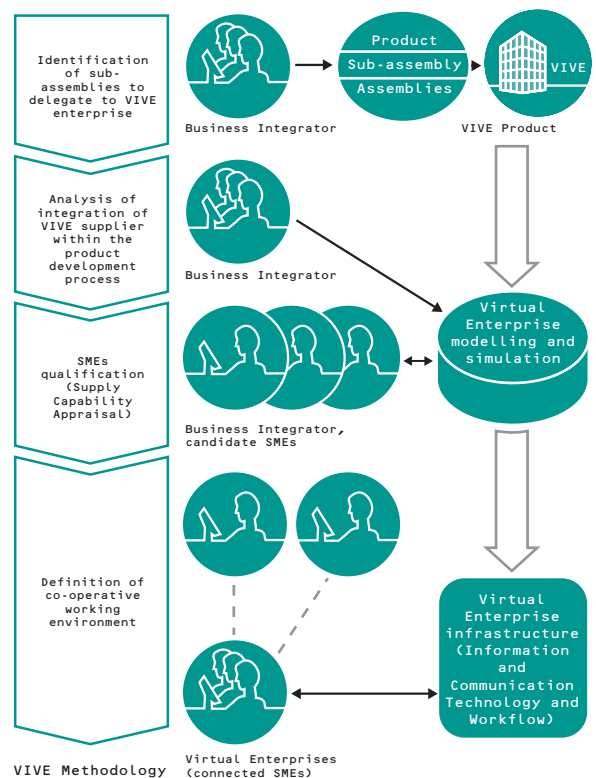 Identification
of sub-
assemblies to
delegate to VIVE
enterprise
Business Integrator
Product
Sub-assembly
Assemblies
VIVE
VIVE Product
Analysis of
integration of
VIVE supplier
within the
product
development
process
Business Integrator
Virtual
Enterprise
modelling and
simulation
SMEs
qualification
(Supply
Capability
Appraisal)
Business Integrator,
candidate SMEs
Definition of
co-operative
working
environment
Virtual
Enterprise
infrastructure
(Information
and
Communication
Technology and
Workflow)
Virtual Enterprises
(connected SMEs)
VIVE Methodology